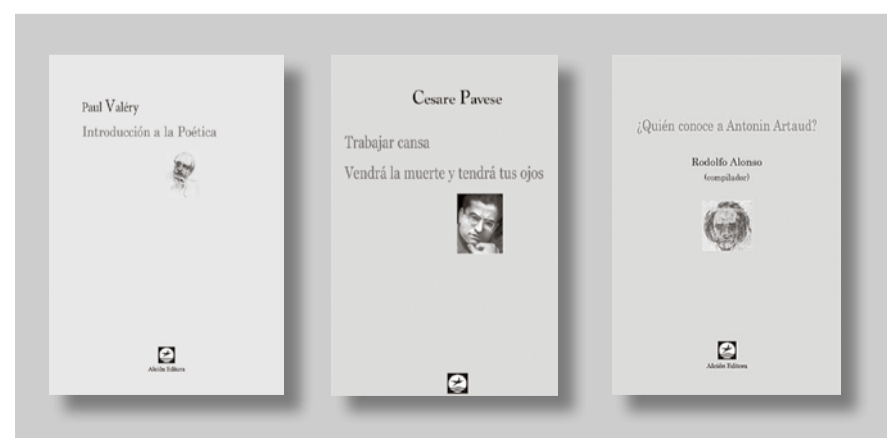 Paul Valéry
Introducción a la Poética
Alción Editora
Cesare Pavese
Trabajar cansa
Vendrá la muerte y tendrá tus ojos
¿Quién conoce a Antonin Artaud?
Rodolfo Alonso
(compilador)
Alción Editora